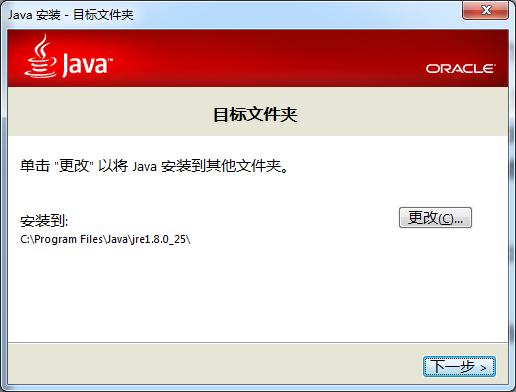 Java 安装 - 目标文件夹
Java™
ORACLE®
目标文件夹
单击 "更改" 以将 Java 安装到其他文件夹。
安装到:
更改(C)...
C:\Program Files\Java\jre1.8.0_25\
下一步 >